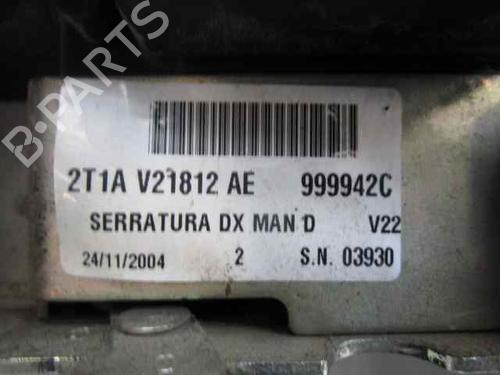 B-PARTS
2T1A V21812 AE 999942C
SERRATURA DX MAN D V22
24/11/2004 2 S.N. 03930